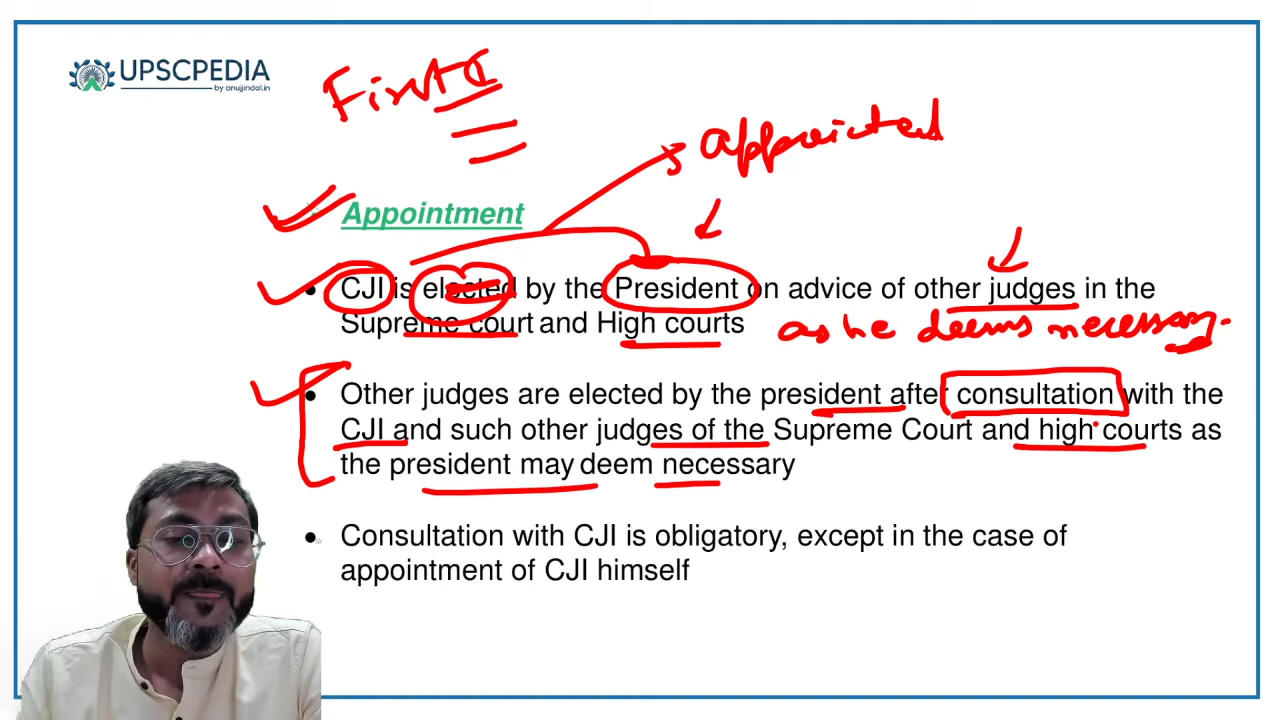 UPSCPEDIA
by anujjindal.in
First
appointed
Appointment
CJI is elected by the President on advice of other judges in the
Supreme court and High courts
as he deems necessary.
Other judges are elected by the president after consultation with the
CJI and such other judges of the Supreme Court and high courts as
the president may deem necessary
Consultation with CJI is obligatory, except in the case of
appointment of CJI himself